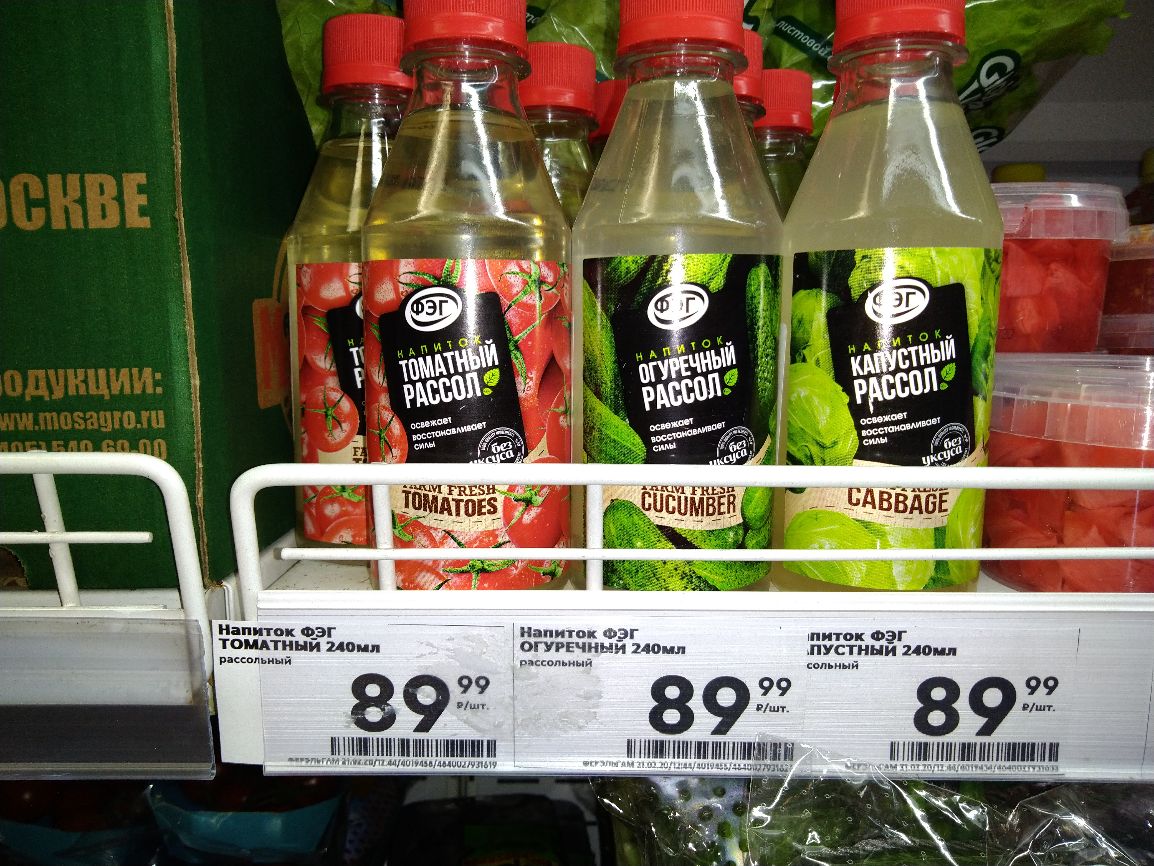 ОСКВЕ
РОДУКЦИИ:
www.mosagro.ru
листовой
ФЭГ
НАПИТОК
ТОМАТНЫЙ
РАССОЛ
освежает
восстанавливает
силы
без
уксуса
FARM FRESH
TOMATOES
ФЭГ
НАПИТОК
ОГУРЕЧНЫЙ
РАССОЛ
освежает
восстанавливает
силы
без
уксуса
FARM FRESH
CUCUMBER
ФЭГ
НАПИТОК
КАПУСТНЫЙ
РАССОЛ
освежает
восстанавливает
силы
без
уксуса
FRESH
CABBAGE
Напиток ФЭГ
ТОМАТНЫЙ 240мл
рассольный
89 99
₽/шт.
Напиток ФЭГ
ОГУРЕЧНЫЙ 240мл
рассольный
89 99
₽/шт.
питок ФЭГ
ПУСТНЫЙ 240мл
сольный
89 99
₽/шт.